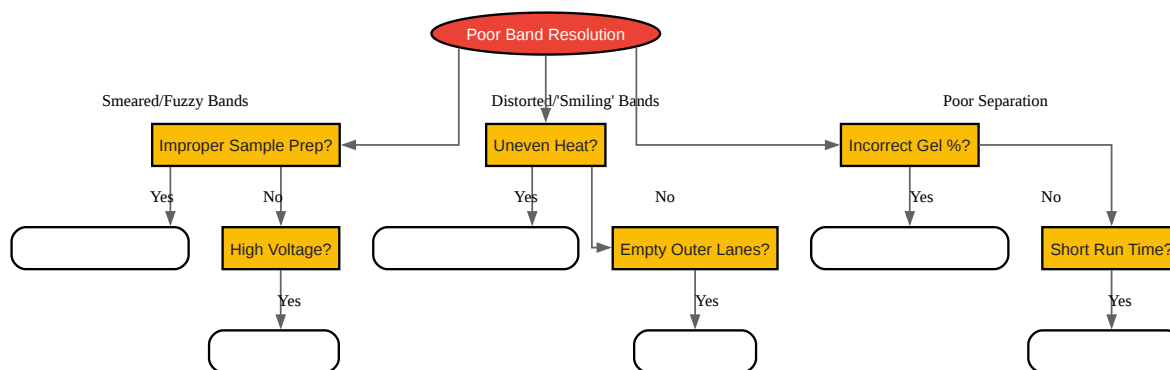 Poor Band Resolution
Smeared/Fuzzy Bands
Distorted/'Smiling' Bands
Poor Separation
Improper Sample Prep?
Uneven Heat?
Incorrect Gel %?
Yes
No
Yes
No
Yes
No
High Voltage?
Empty Outer Lanes?
Short Run Time?
Yes
Yes
Yes